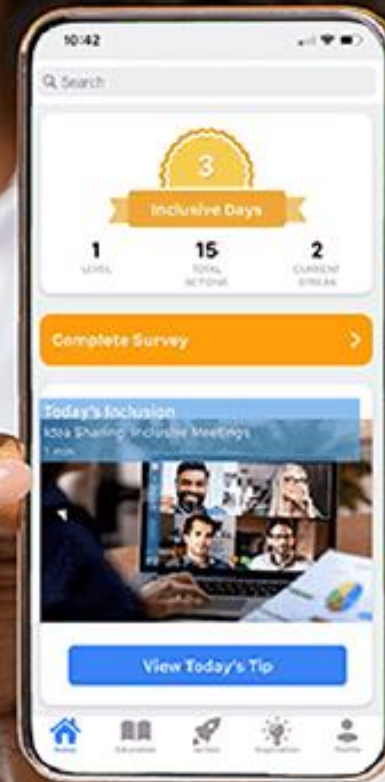 10:42
Search
3
Inclusive Days
1 15 2
LEVEL TOTAL ACTIONS CURRENT STREAK
Complete Survey
Today's Inclusion
Idea Sharing: Inclusive Meetings
1 min
View Today's Tip
Home Education Action Inspiration Profile